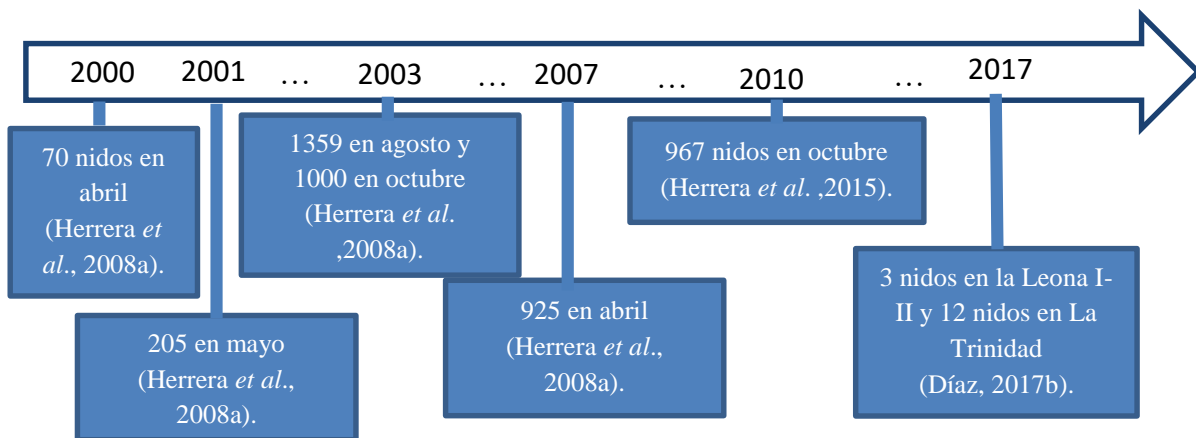 2000 2001 … 2003 … 2007 … 2010 … 2017
70 nidos en
abril
(Herrera et
al., 2008a).
205 en mayo
(Herrera et al.,
2008a).
1359 en agosto y
1000 en octubre
(Herrera et al.
,2008a).
925 en abril
(Herrera et al.,
2008a).
967 nidos en octubre
(Herrera et al. ,2015).
3 nidos en la Leona I-
II y 12 nidos en La
Trinidad
(Díaz, 2017b).